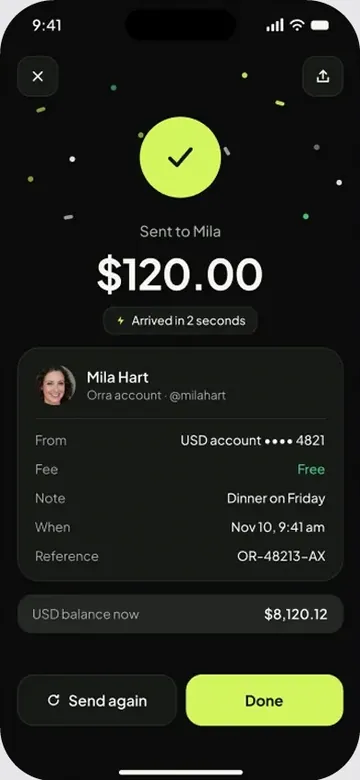 9:41
Sent to Mila
$120.00
Arrived in 2 seconds
Mila Hart
Orra account · @milahart
From USD account •••• 4821
Fee Free
Note Dinner on Friday
When Nov 10, 9:41 am
Reference OR-48213-AX
USD balance now $8,120.12
Send again Done